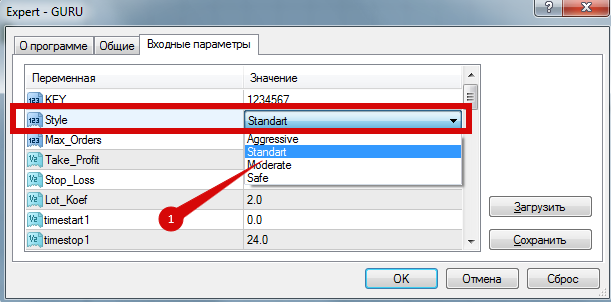 Expert - GURU
О программе Общие Входные параметры
Переменная Значение
KEY 1234567
Style Standart
Max_Orders Aggressive
Standart
Take_Profit Moderate
Stop_Loss Safe
Lot_Koef 2.0
timestart1 0.0
timestop1 24.0
1
Загрузить
Сохранить
OK Отмена Сброс